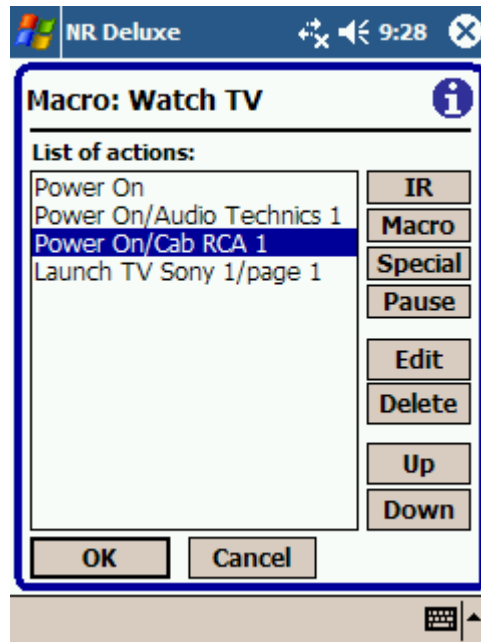 NR Deluxe 9:28
Macro: Watch TV
List of actions:
Power On
Power On/Audio Technics 1
Power On/Cab RCA 1
Launch TV Sony 1/page 1
IR
Macro
Special
Pause
Edit
Delete
Up
Down
OK Cancel